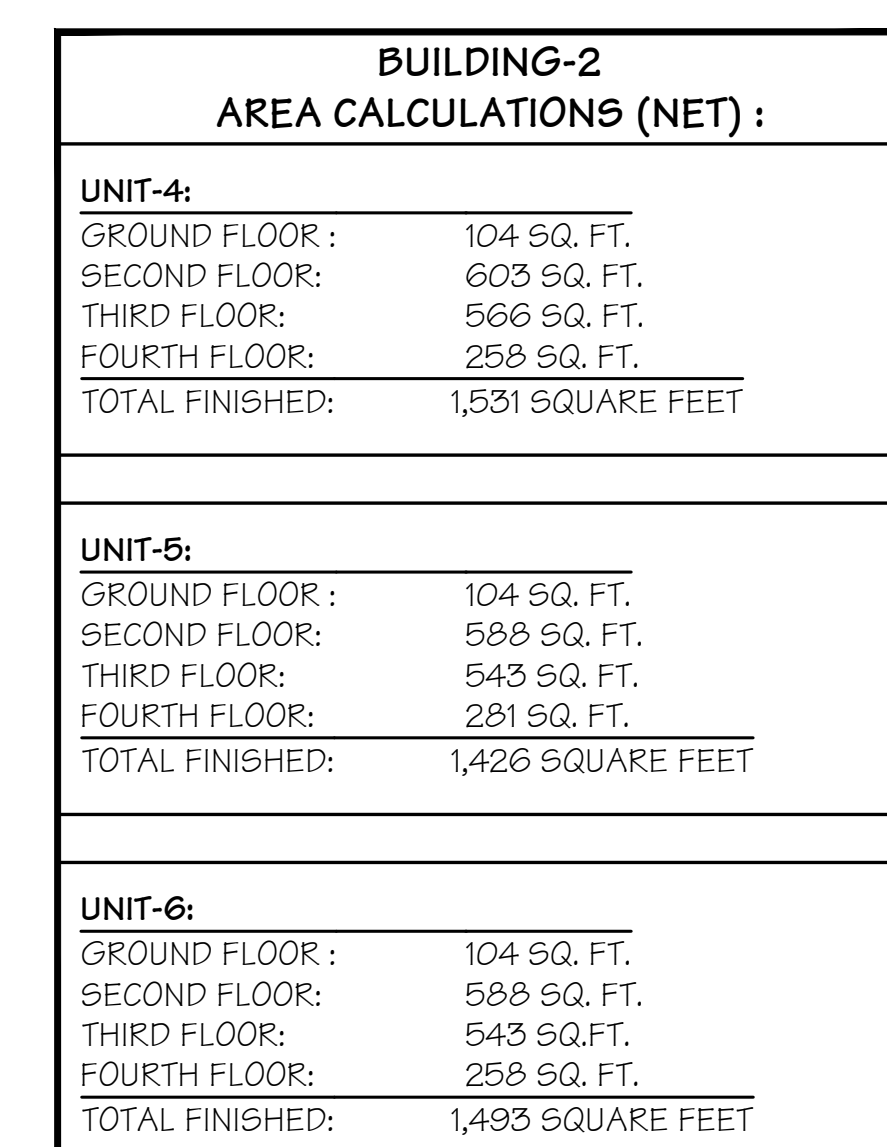 BUILDING-2
AREA CALCULATIONS (NET) :
UNIT-4:
GROUND FLOOR : 104 SQ. FT.
SECOND FLOOR: 603 SQ. FT.
THIRD FLOOR: 566 SQ. FT.
FOURTH FLOOR: 258 SQ. FT.
TOTAL FINISHED: 1,531 SQUARE FEET
UNIT-5:
GROUND FLOOR : 104 SQ. FT.
SECOND FLOOR: 588 SQ. FT.
THIRD FLOOR: 543 SQ. FT.
FOURTH FLOOR: 281 SQ. FT.
TOTAL FINISHED: 1,426 SQUARE FEET
UNIT-6:
GROUND FLOOR : 104 SQ. FT.
SECOND FLOOR: 588 SQ. FT.
THIRD FLOOR: 543 SQ.FT.
FOURTH FLOOR: 258 SQ. FT.
TOTAL FINISHED: 1,493 SQUARE FEET